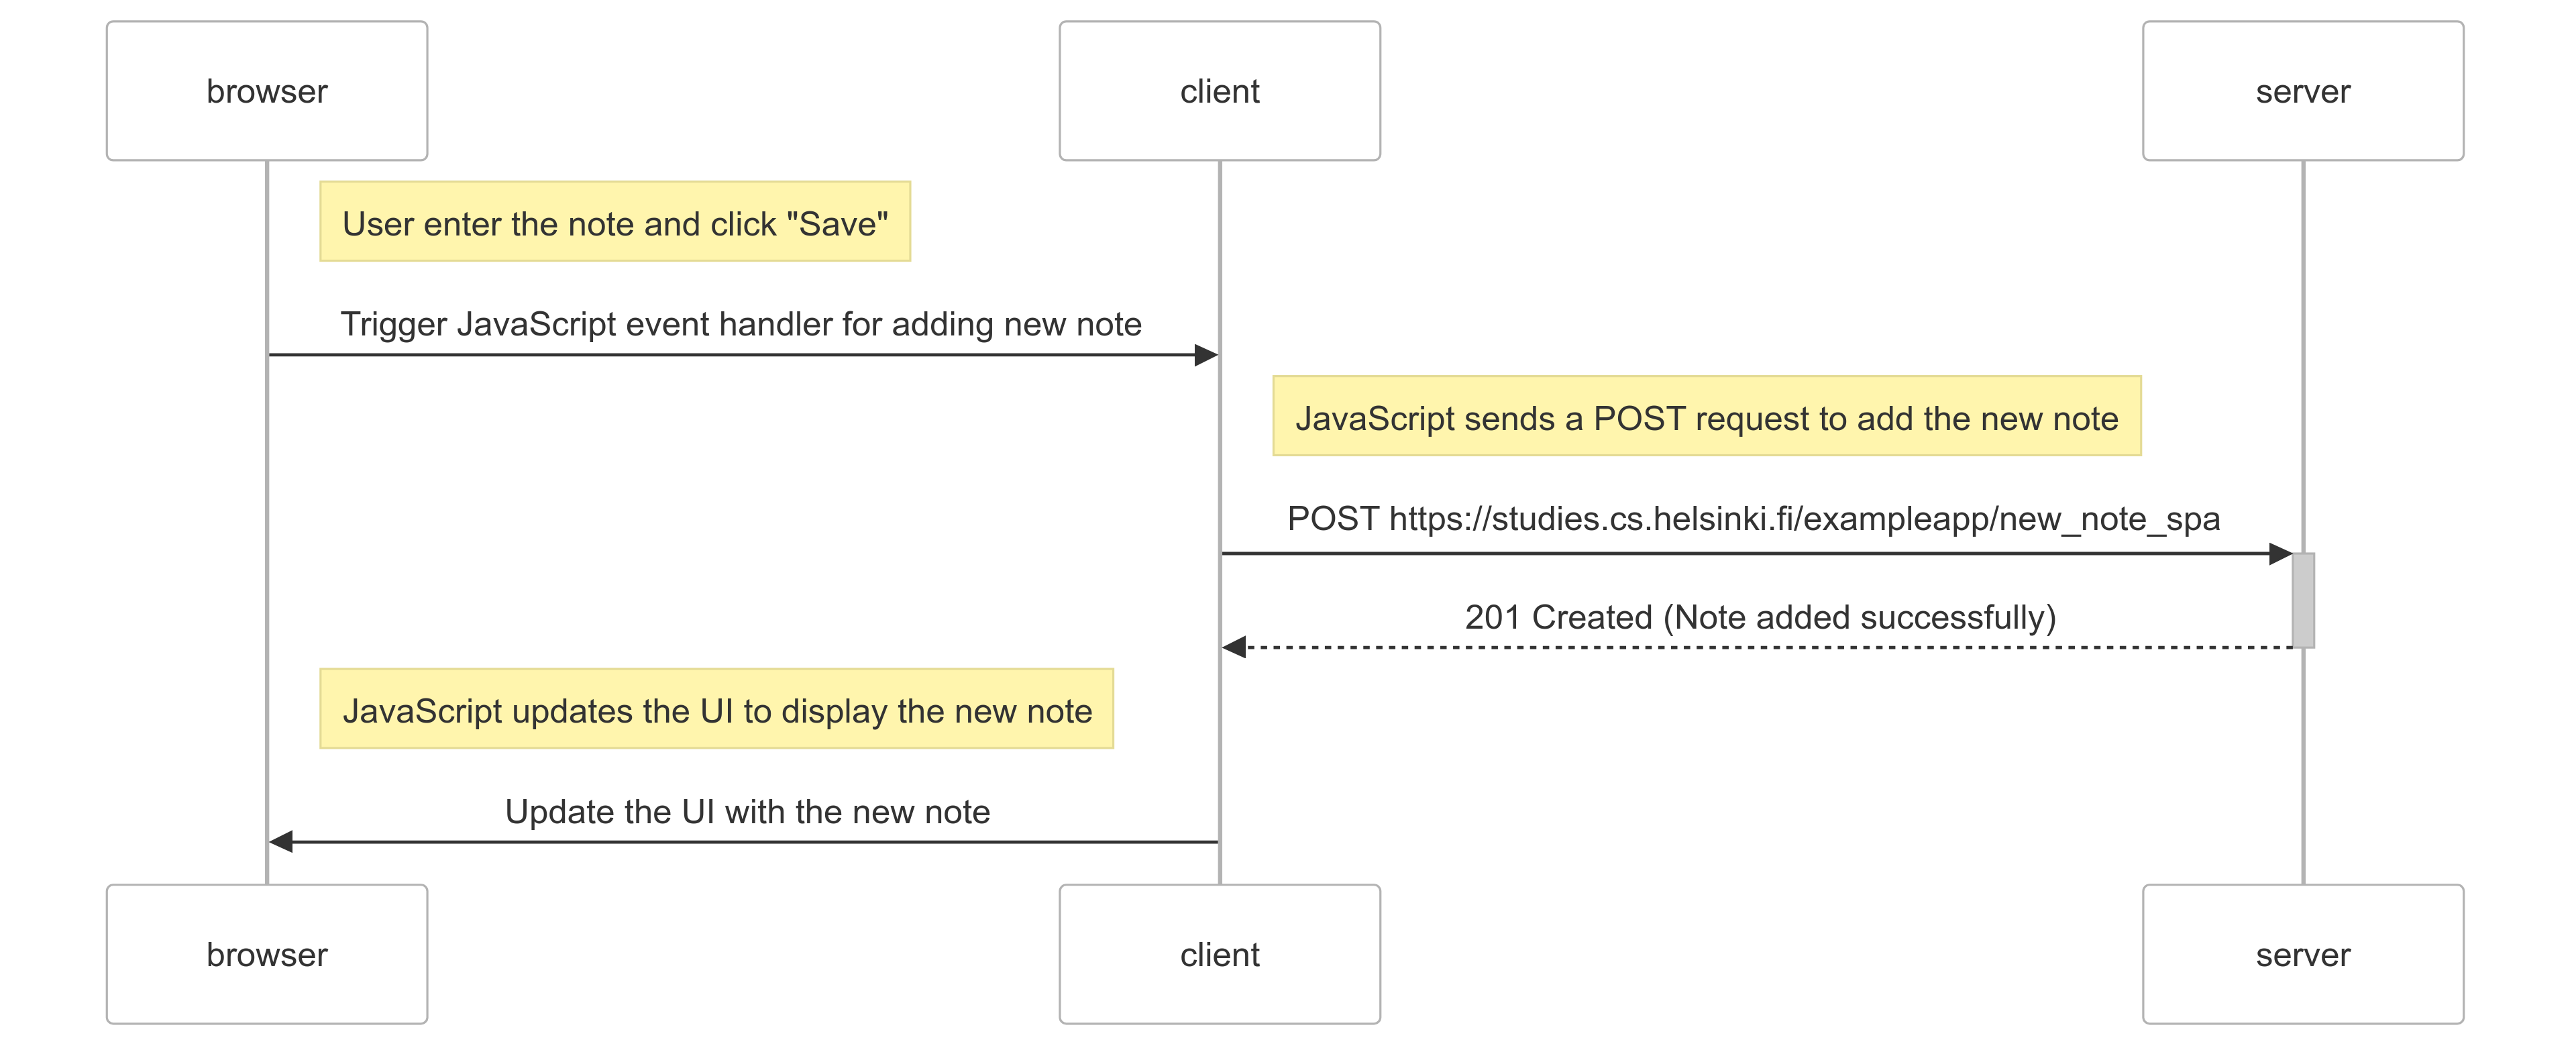 browser
client
server
User enter the note and click "Save"
Trigger JavaScript event handler for adding new note
JavaScript sends a POST request to add the new note
POST https://studies.cs.helsinki.fi/exampleapp/new_note_spa
201 Created (Note added successfully)
JavaScript updates the UI to display the new note
Update the UI with the new note
browser
client
server